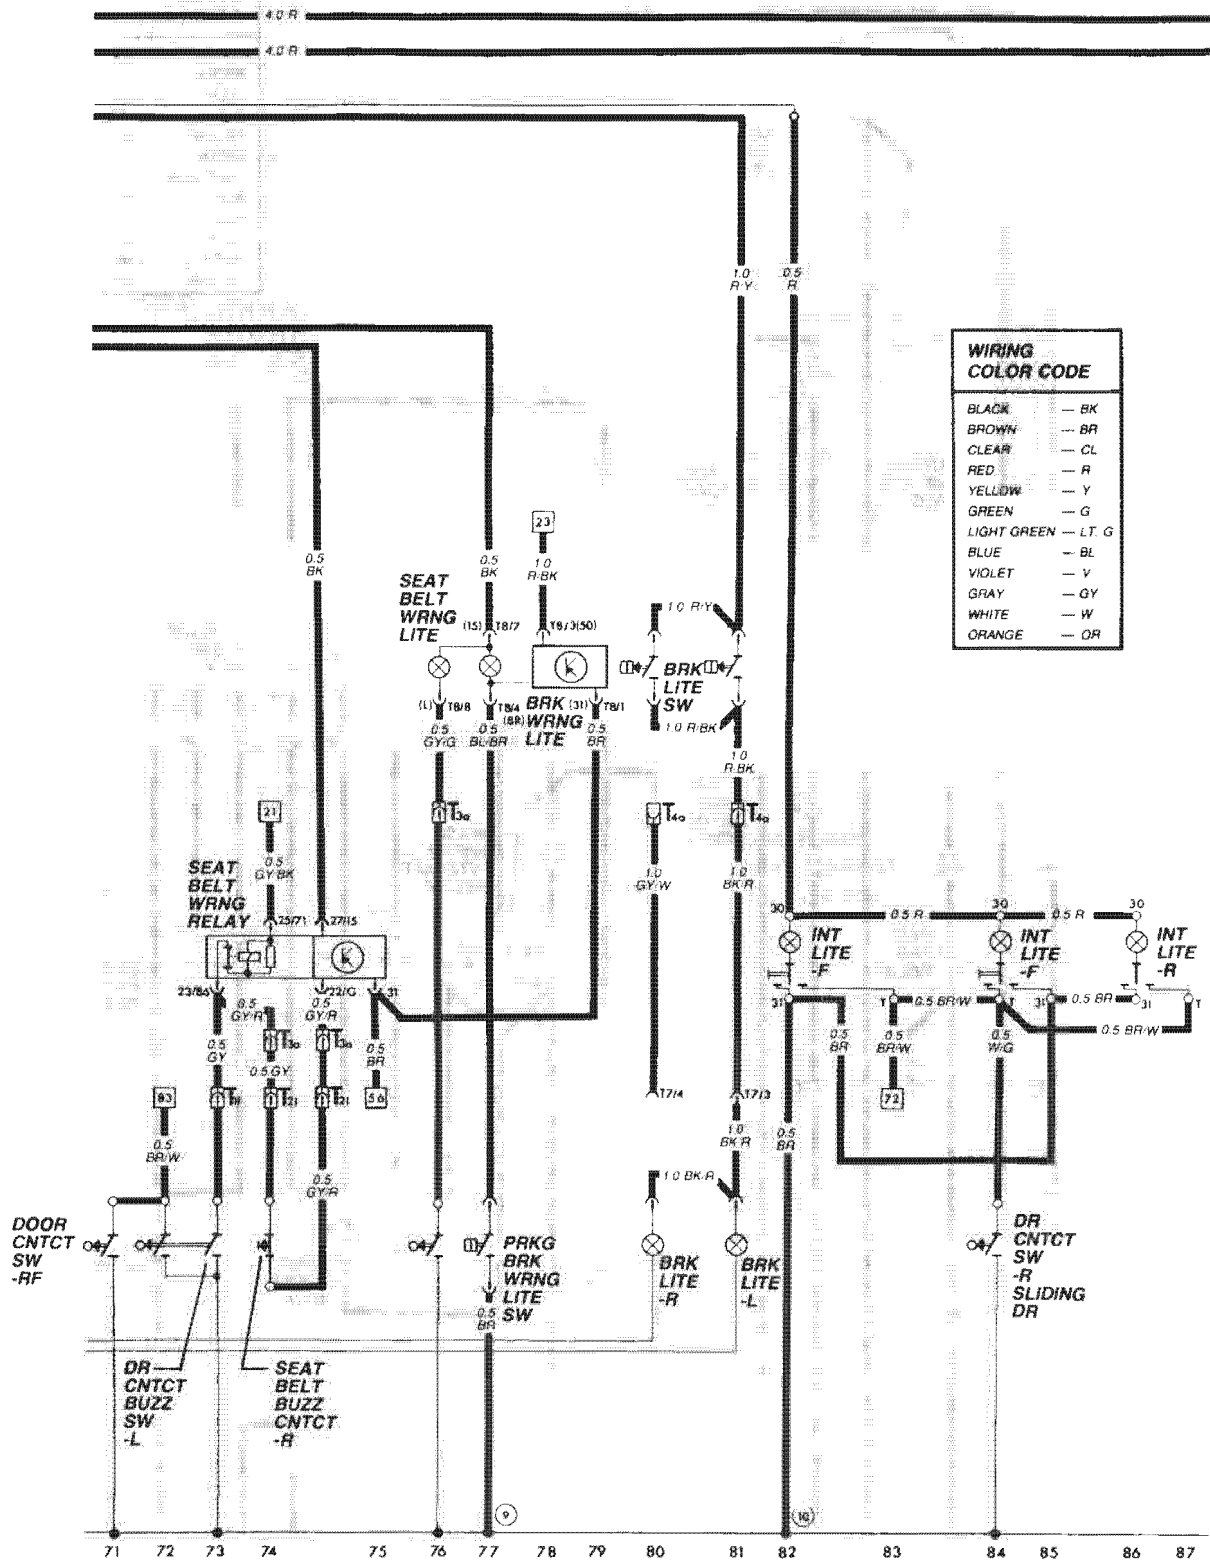 4.0 R
4.0 R
1.0
R/Y
0.5
R
WIRING
COLOR CODE
BLACK — BK
BROWN — BR
CLEAR — CL
RED — R
YELLOW — Y
GREEN — G
LIGHT GREEN — LT. G
BLUE — BL
VIOLET — V
GRAY — GY
WHITE — W
ORANGE — OR
23
0.5
BK
0.5
BK
1.0
R/BK
SEAT
BELT
WRNG
LITE
(15) T8/7
T8/3(50)
1.0 R/Y
BRK
LITE
SW
(L) T8/8
T8/4
(8R)
BRK
WRNG
LITE
(31) T8/1
1.0 R/BK
0.5
GY/G
0.5
BL/BR
0.5
BR
1.0
R/BK
21
T3a
T4a
T4a
0.5
GY/BK
SEAT
BELT
WRNG
RELAY
1.0
GY/W
1.0
BK/R
25/71
27/15
30
0.5 R
30
0.5 R
30
INT
LITE
-F
INT
LITE
-F
INT
LITE
-R
23/86
22/G
31
0.5
GY/R
0.5
GY/R
31
T
0.5 BR/W
T
31
0.5 BR
31
T
0.5
GY
T3a
T3a
0.5
BR
0.5
BR
0.5
BR/W
0.5
W/G
0.5 BR/W
0.5 GY
83
T2i
T2i
56
T7/4
T7/3
72
0.5
BR/W
1.0
BK/R
0.5
BR
0.5
GY/R
1.0 BK/R
DOOR
CNTCT
SW
-RF
PRKG
BRK
WRNG
LITE
SW
BRK
LITE
-R
BRK
LITE
-L
DR
CNTCT
SW
-R
SLIDING
DR
0.5
BR
DR
CNTCT
BUZZ
SW
-L
SEAT
BELT
BUZZ
CNTCT
-R
9
10
71 72 73 74 75 76 77 78 79 80 81 82 83 84 85 86 87